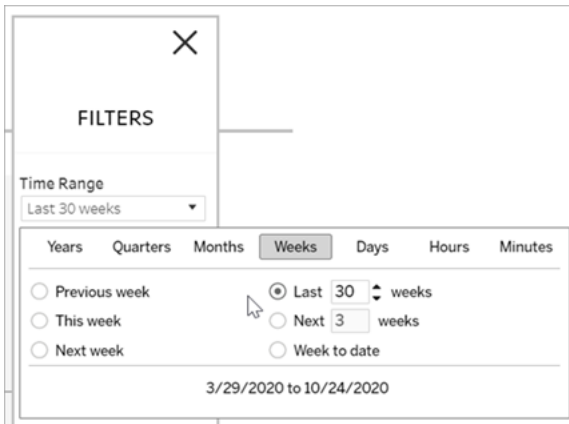 FILTERS
Time Range
Last 30 weeks
Years Quarters Months Weeks Days Hours Minutes
Previous week Last 30 weeks
This week Next 3 weeks
Next week Week to date
3/29/2020 to 10/24/2020